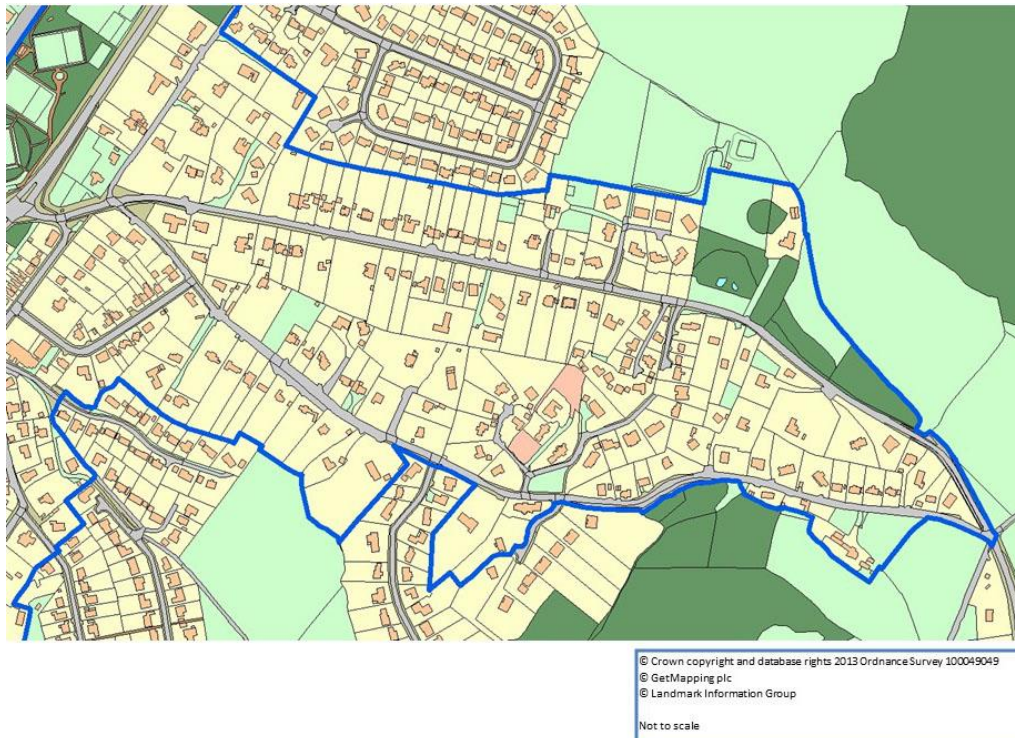 © Crown copyright and database rights 2013 Ordnance Survey 100049049
© GetMapping plc
© Landmark Information Group
Not to scale